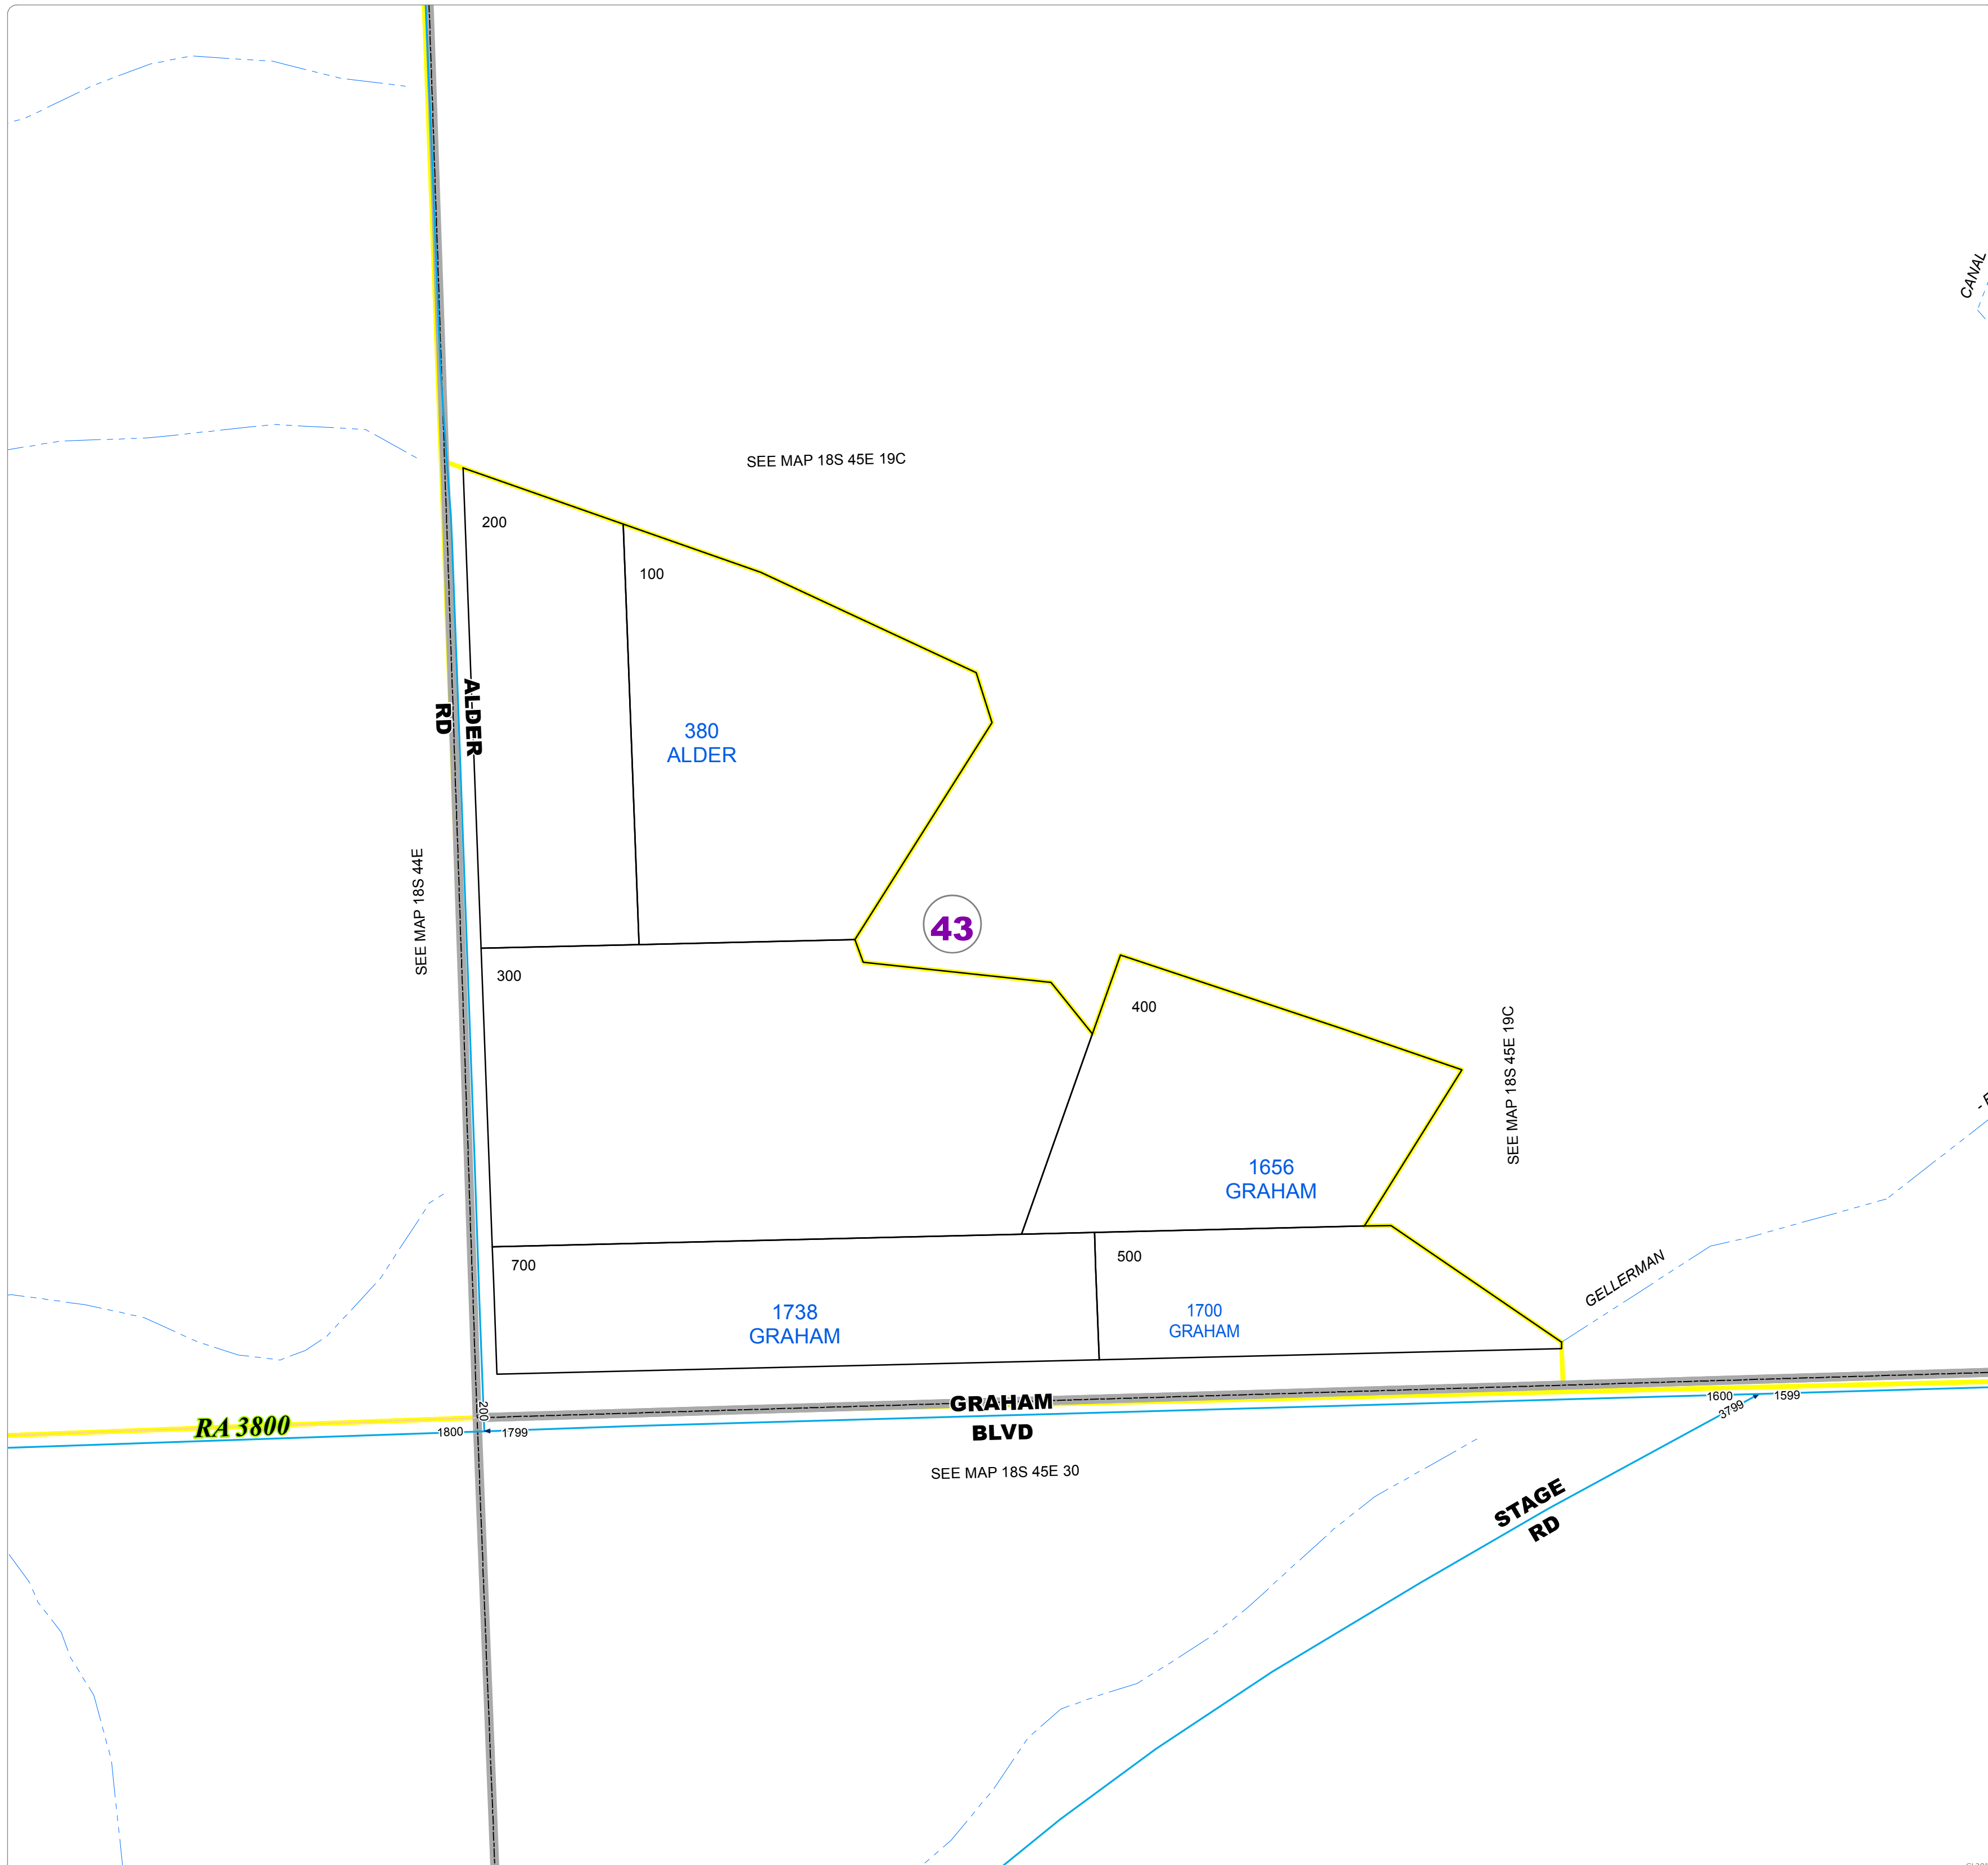 CANAL
SEE MAP 18S 45E 19C
200
100
ALDER
RD
380
ALDER
SEE MAP 18S 44E
43
300
400
SEE MAP 18S 45E 19C
1656
GRAHAM
700
500
GELLERMAN
1738
GRAHAM
1700
GRAHAM
200
GRAHAM
BLVD
RA 3800
1800
1799
1600
1599
3799
SEE MAP 18S 45E 30
STAGE
RD